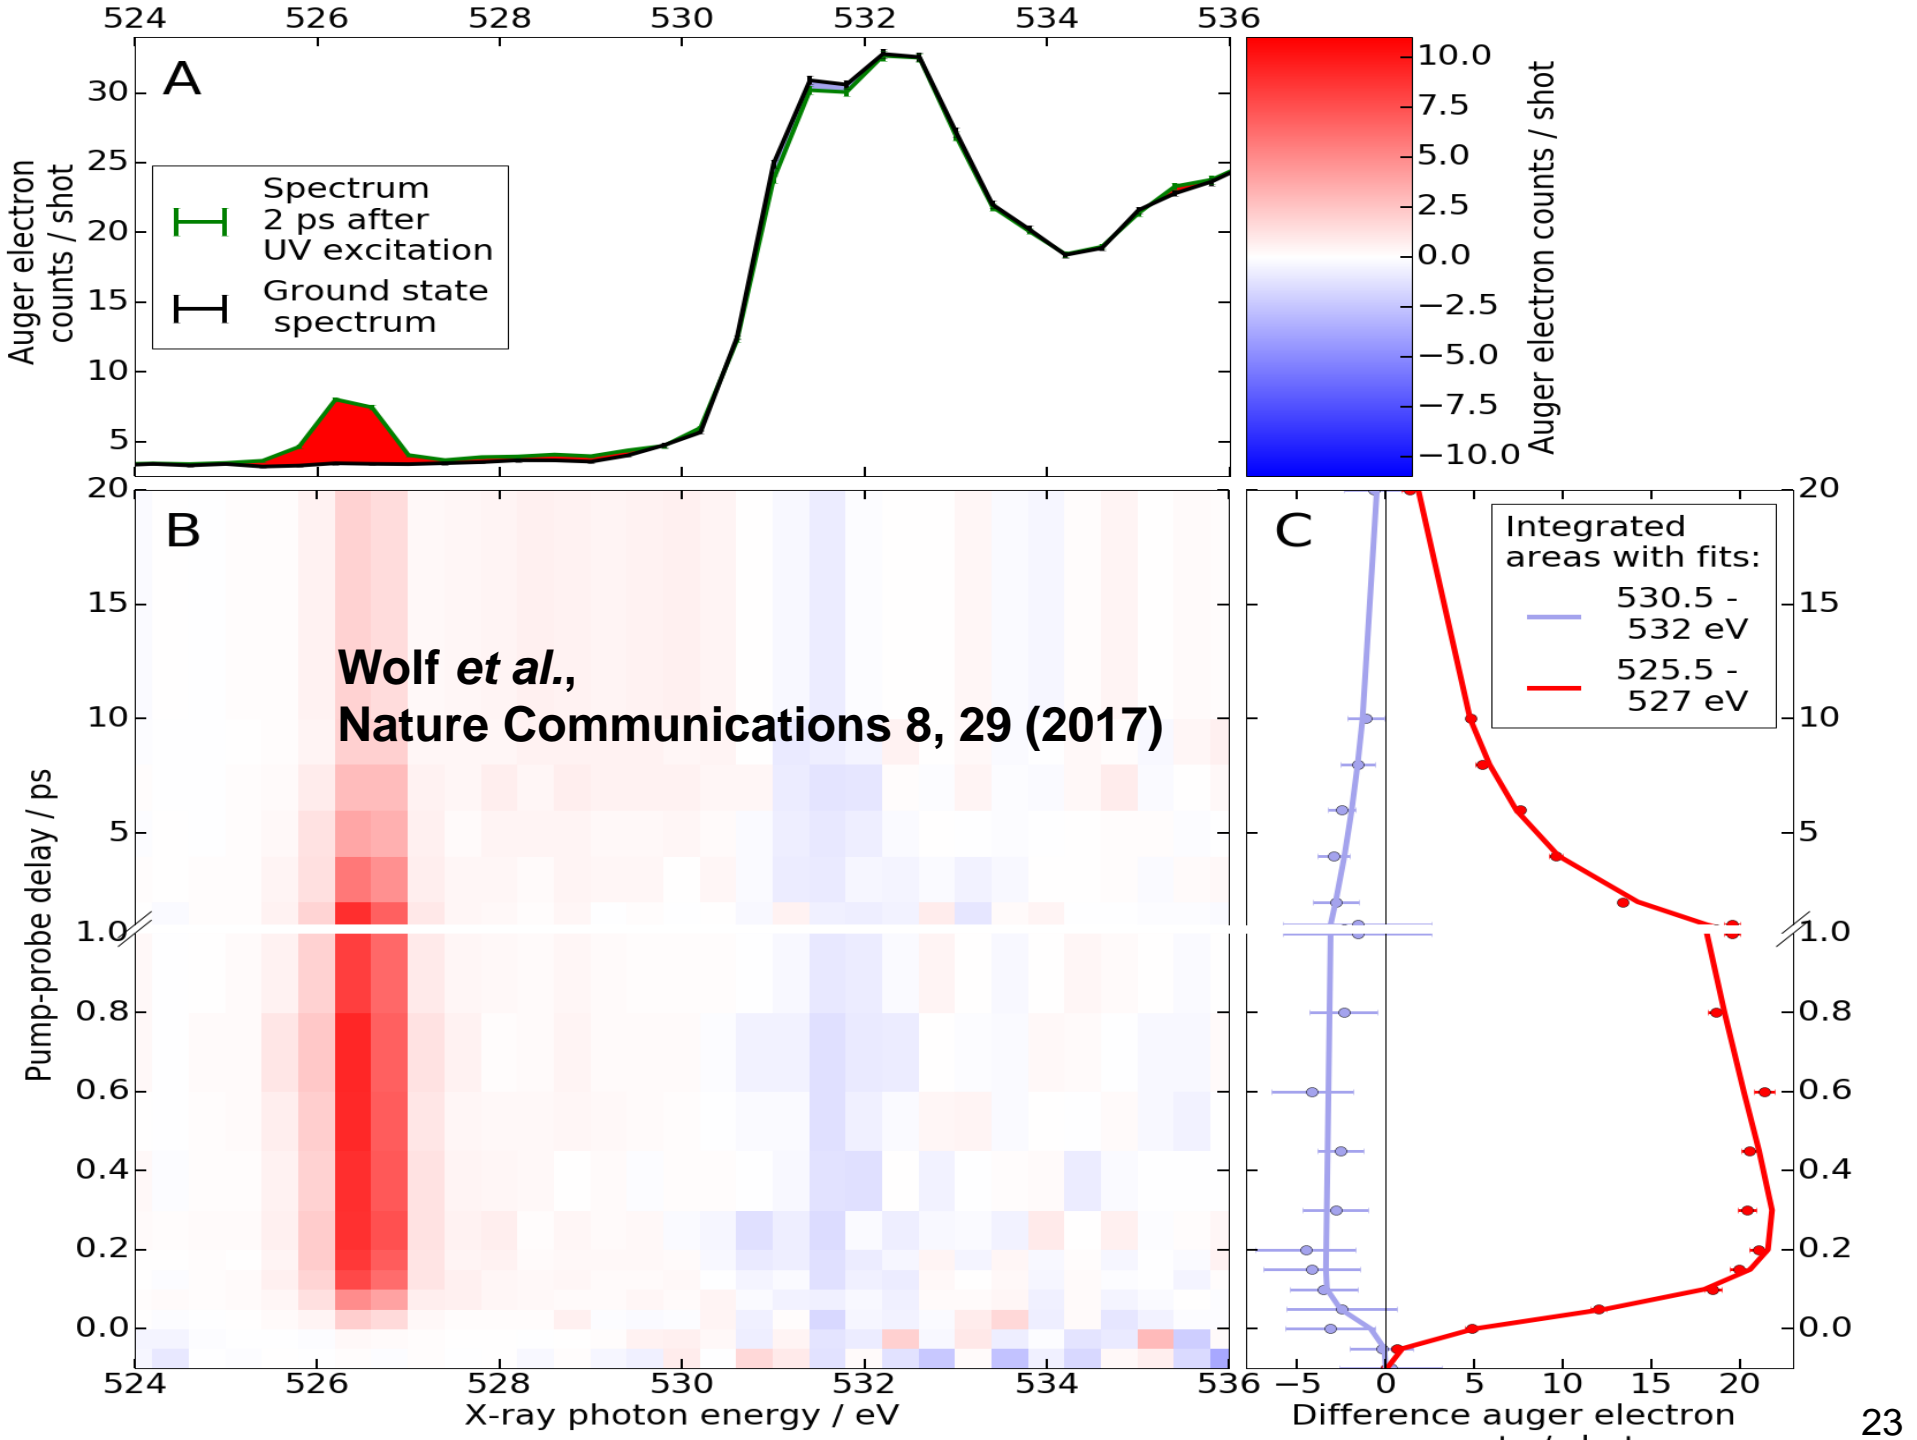 524 526 528 530 532 534 536
A
30
25
20
15
10
5
Auger electron
counts / shot
Spectrum
2 ps after
UV excitation
Ground state
spectrum
10.0
7.5
5.0
2.5
0.0
−2.5
−5.0
−7.5
−10.0
Auger electron counts / shot
B
20
15
10
5
1.0
0.8
0.6
0.4
0.2
0.0
Pump-probe delay / ps
Wolf et al.,
Nature Communications 8, 29 (2017)
524 526 528 530 532 534 536
X-ray photon energy / eV
C
Integrated
areas with fits:
530.5 -
532 eV
525.5 -
527 eV
20
15
10
5
1.0
0.8
0.6
0.4
0.2
0.0
−5 0 5 10 15 20
Difference auger electron
23